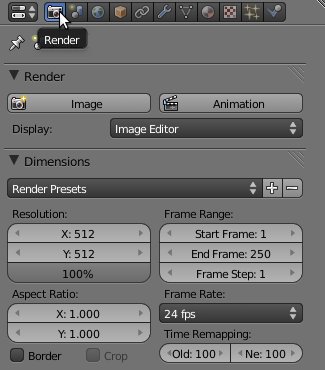 Render
Render
Image Animation
Display: Image Editor
Dimensions
Render Presets
Resolution: Frame Range:
X: 512 Start Frame: 1
Y: 512 End Frame: 250
100% Frame Step: 1
Aspect Ratio: Frame Rate:
X: 1.000 24 fps
Y: 1.000 Time Remapping:
Border Crop Old: 100 Ne: 100